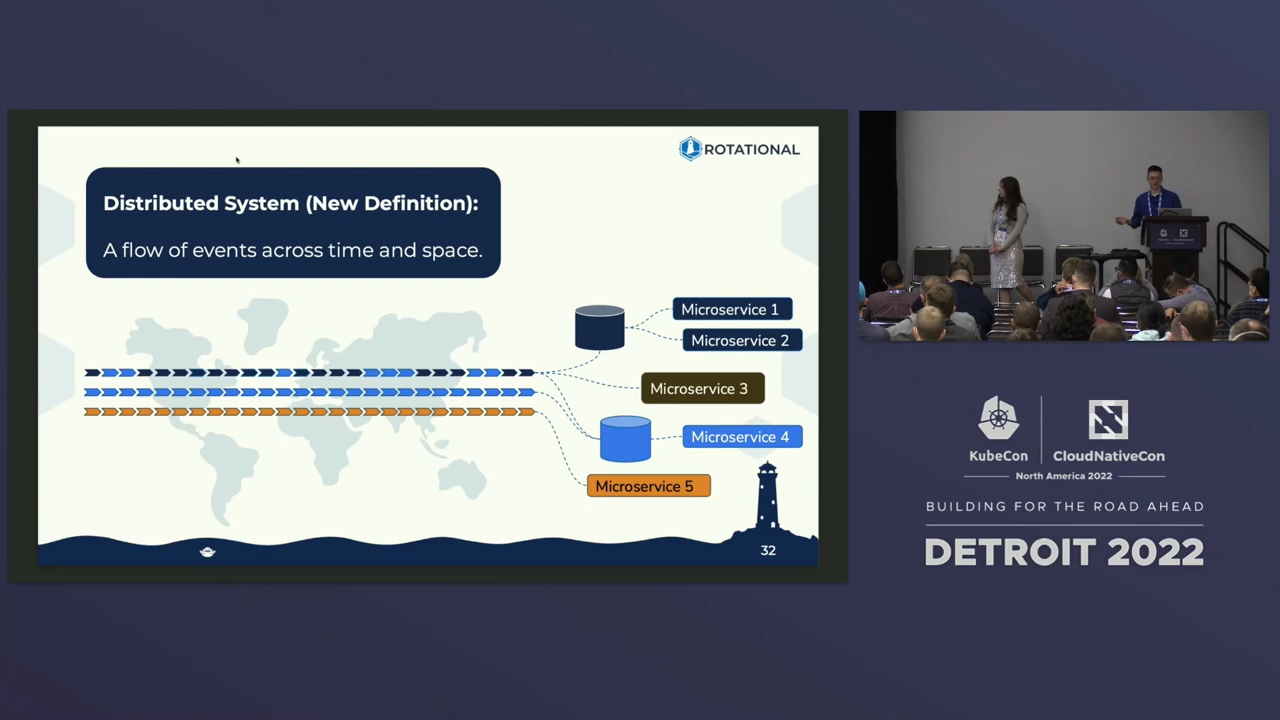 ROTATIONAL
Distributed System (New Definition):
A flow of events across time and space.
Microservice 1
Microservice 2
Microservice 3
Microservice 4
Microservice 5
32
KubeCon
CloudNativeCon
North America 2022
BUILDING FOR THE ROAD AHEAD
DETROIT 2022